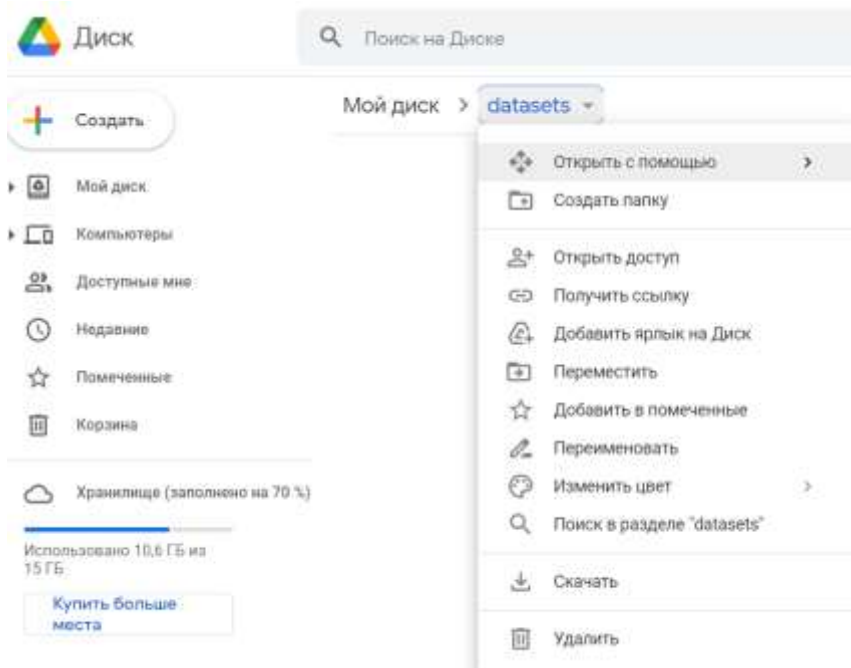 Диск
Поиск на Диске
Создать
Мой диск
Компьютеры
Доступные мне
Недавние
Помеченные
Корзина
Хранилище (заполнено на 70 %)
Использовано 10,6 ГБ из
15 ГБ
Купить больше
места
Мой диск > datasets
Открыть с помощью
Создать папку
Открыть доступ
Получить ссылку
Добавить ярлык на Диск
Переместить
Добавить в помеченные
Переименовать
Изменить цвет
Поиск в разделе "datasets"
Скачать
Удалить